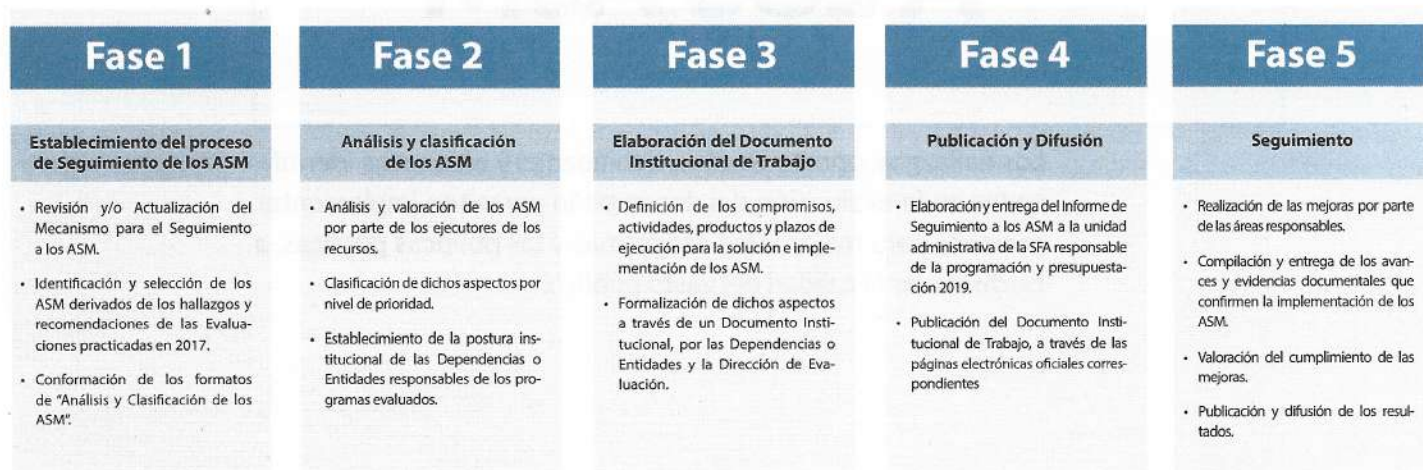 Fase 1
Establecimiento del proceso
de Seguimiento de los ASM
• Revisión y/o Actualización del
Mecanismo para el Seguimiento
a los ASM.
• Identificación y selección de los
ASM derivados de los hallazgos y
recomendaciones de las Evalua-
ciones practicadas en 2017.
• Conformación de los formatos
de "Análisis y Clasificación de los
ASM".
Fase 2
Análisis y clasificación
de los ASM
• Análisis y valoración de los ASM
por parte de los ejecutores de los
recursos.
• Clasificación de dichos aspectos por
nivel de prioridad.
• Establecimiento de la postura ins-
titucional de las Dependencias o
Entidades responsables de los pro-
gramas evaluados.
Fase 3
Elaboración del Documento
Institucional de Trabajo
• Definición de los compromisos,
actividades, productos y plazos de
ejecución para la solución e imple-
mentación de los ASM.
• Formalización de dichos aspectos
a través de un Documento Insti-
tucional, por las Dependencias o
Entidades y la Dirección de Eva-
luación.
Fase 4
Publicación y Difusión
• Elaboración y entrega del Informe de
Seguimiento a los ASM a la unidad
administrativa de la SFA responsable
de la programación y presupuesta-
ción 2019.
• Publicación del Documento Insti-
tucional de Trabajo, a través de las
páginas electrónicas oficiales corres-
pondientes
Fase 5
Seguimiento
• Realización de las mejoras por parte
de las áreas responsables.
• Compilación y entrega de los avan-
ces y evidencias documentales que
confirmen la implementación de los
ASM.
• Valoración del cumplimiento de las
mejoras.
• Publicación y difusión de los resul-
tados.